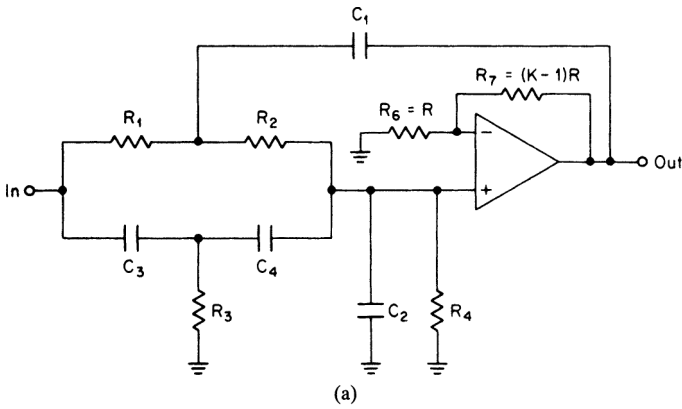 C₁
R₇ = (K-1)R
R₆ = R
R₁
R₂
In
Out
−
+
C₃
C₄
R₃
C₂
R₄
(a)